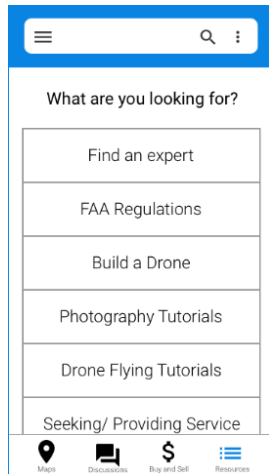 What are you looking for?
Find an expert
FAA Regulations
Build a Drone
Photography Tutorials
Drone Flying Tutorials
Seeking/ Providing Service
Maps
Discussions
Buy and Sell
Resources